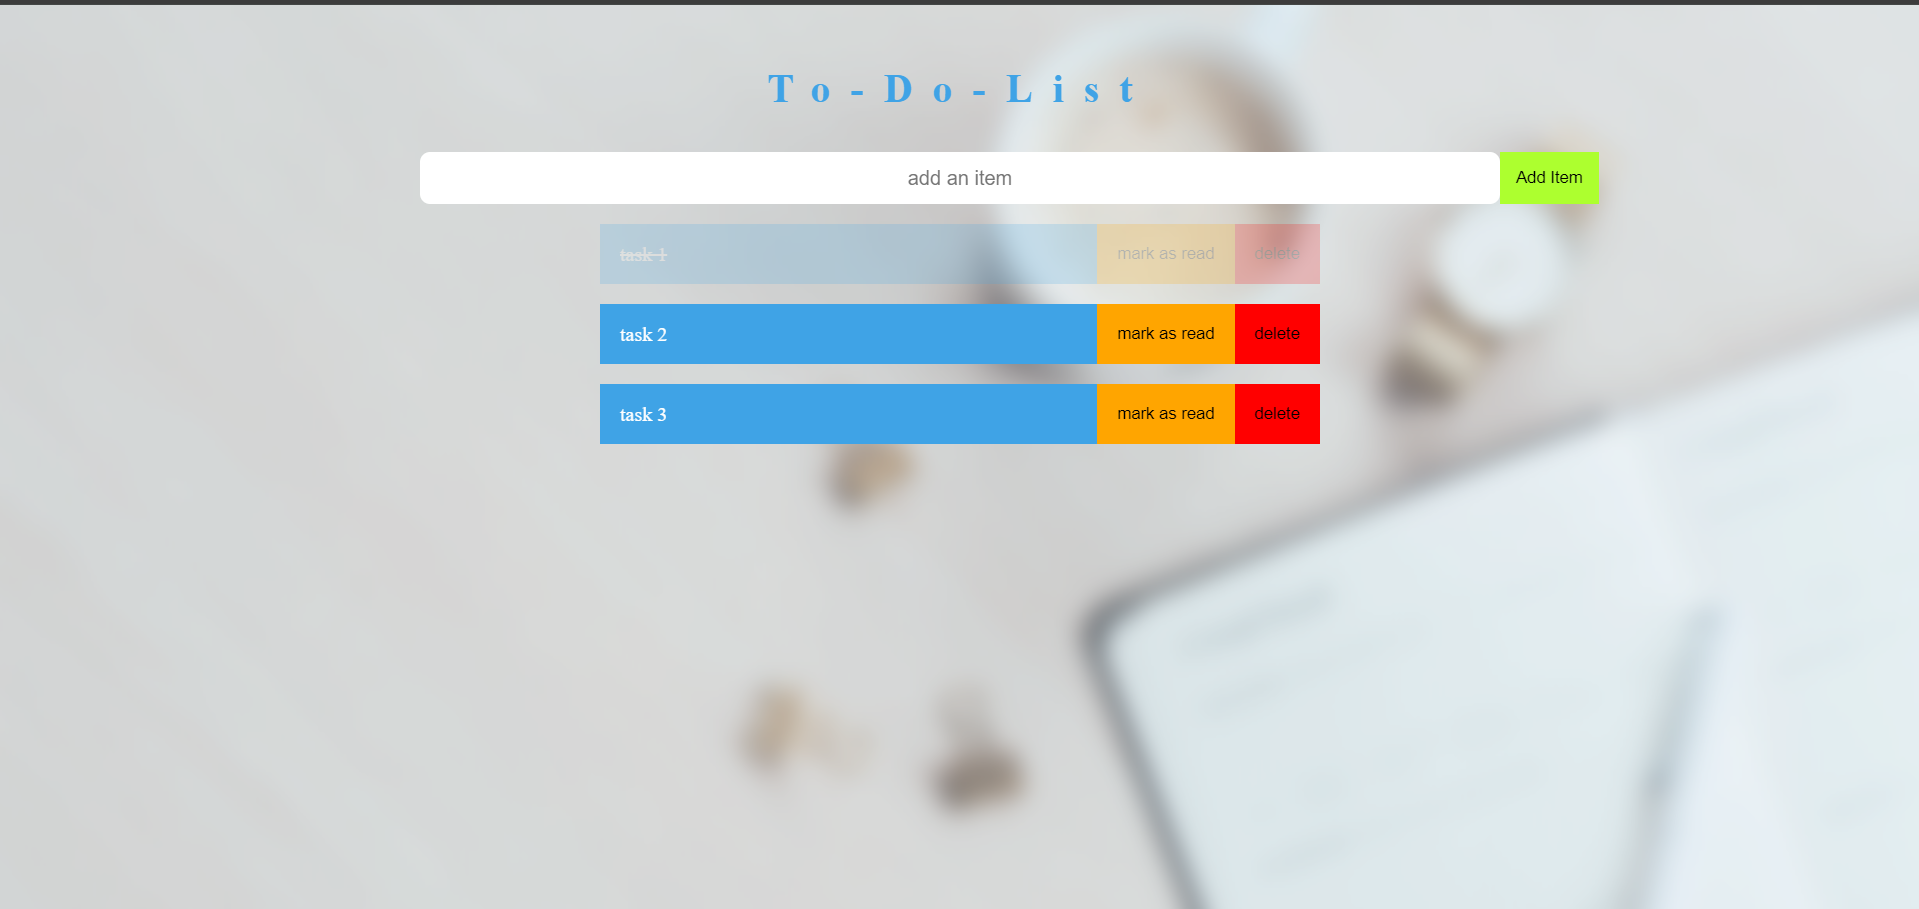 To-Do-List
add an item Add Item
task 1 mark as read delete
task 2 mark as read delete
task 3 mark as read delete